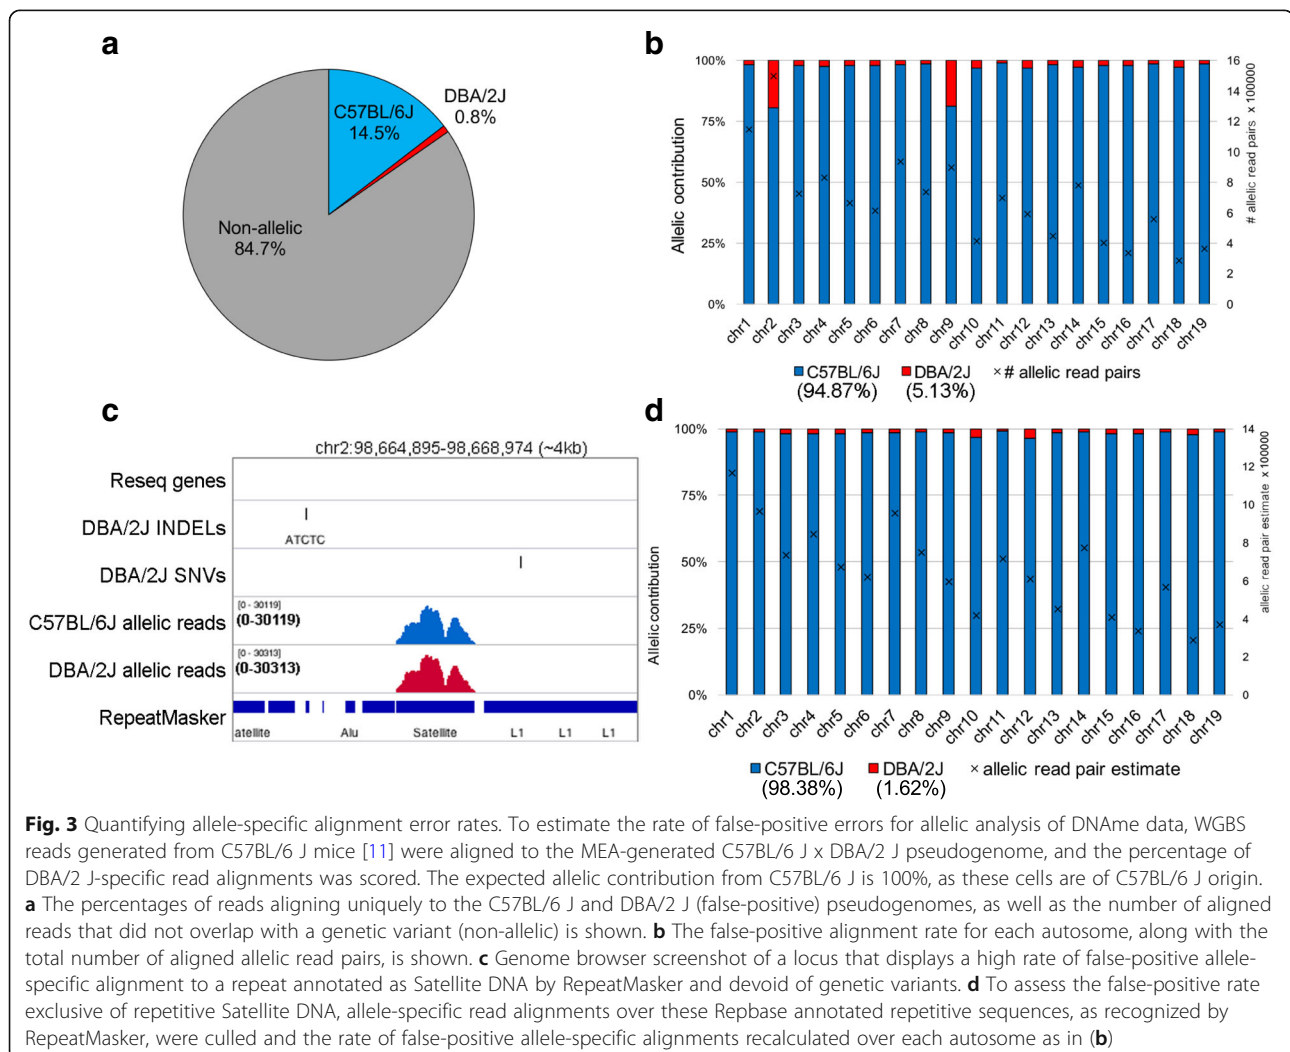 a
C57BL/6J
14.5%
DBA/2J
0.8%
Non-allelic
84.7%
b
100%
75%
50%
25%
0%
Allelic ocntribution
16
14
12
10
8
6
4
2
0
# allelic read pairs x 100000
chr1
chr2
chr3
chr4
chr5
chr6
chr7
chr8
chr9
chr10
chr11
chr12
chr13
chr14
chr15
chr16
chr17
chr18
chr19
C57BL/6J DBA/2J × # allelic read pairs
(94.87%) (5.13%)
c
chr2:98,664,895-98,668,974 (~4kb)
Reseq genes
DBA/2J INDELs
ATCTC
DBA/2J SNVs
C57BL/6J allelic reads
[0 - 30119]
(0-30119)
DBA/2J allelic reads
[0 - 30313]
(0-30313)
RepeatMasker
atellite Alu Satellite L1 L1 L1
d
100%
75%
50%
25%
0%
Allelic contribution
14
12
10
8
6
4
2
0
allelic read pair estimate x100000
chr1
chr2
chr3
chr4
chr5
chr6
chr7
chr8
chr9
chr10
chr11
chr12
chr13
chr14
chr15
chr16
chr17
chr18
chr19
C57BL/6J DBA/2J × allelic read pair estimate
(98.38%) (1.62%)
Fig. 3 Quantifying allele-specific alignment error rates. To estimate the rate of false-positive errors for allelic analysis of DNAme data, WGBS
reads generated from C57BL/6 J mice [11] were aligned to the MEA-generated C57BL/6 J x DBA/2 J pseudogenome, and the percentage of
DBA/2 J-specific read alignments was scored. The expected allelic contribution from C57BL/6 J is 100%, as these cells are of C57BL/6 J origin.
a The percentages of reads aligning uniquely to the C57BL/6 J and DBA/2 J (false-positive) pseudogenomes, as well as the number of aligned
reads that did not overlap with a genetic variant (non-allelic) is shown. b The false-positive alignment rate for each autosome, along with the
total number of aligned allelic read pairs, is shown. c Genome browser screenshot of a locus that displays a high rate of false-positive allele-
specific alignment to a repeat annotated as Satellite DNA by RepeatMasker and devoid of genetic variants. d To assess the false-positive rate
exclusive of repetitive Satellite DNA, allele-specific read alignments over these Repbase annotated repetitive sequences, as recognized by
RepeatMasker, were culled and the rate of false-positive allele-specific alignments recalculated over each autosome as in (b)